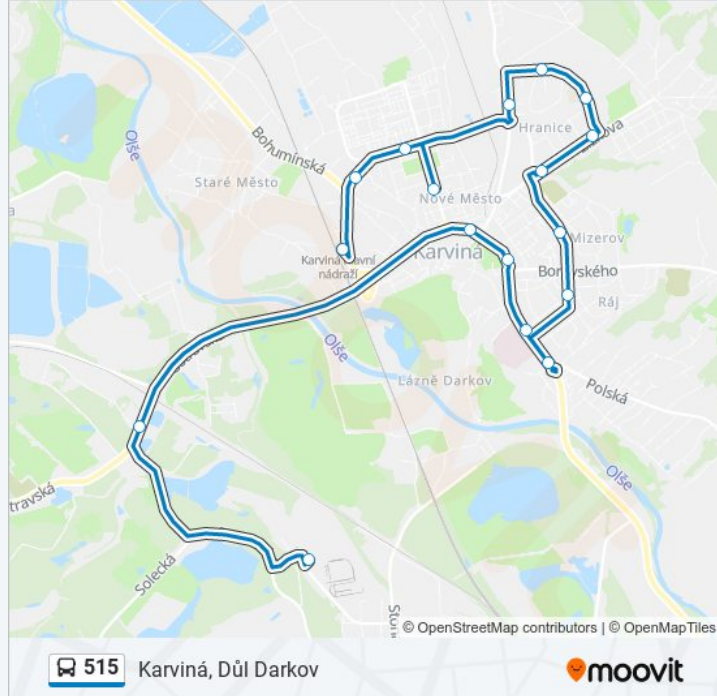 Olše
Bohumínská
Hranice
Staré Město
Nové Město
Mizerov
Karviná hlavní
nádraží
Karviná
Ráj
Olše
Lázně Darkov
Polská
Olše
travská
Solecká
© OpenStreetMap contributors | © OpenMapTiles
515 Karviná, Důl Darkov
moovit